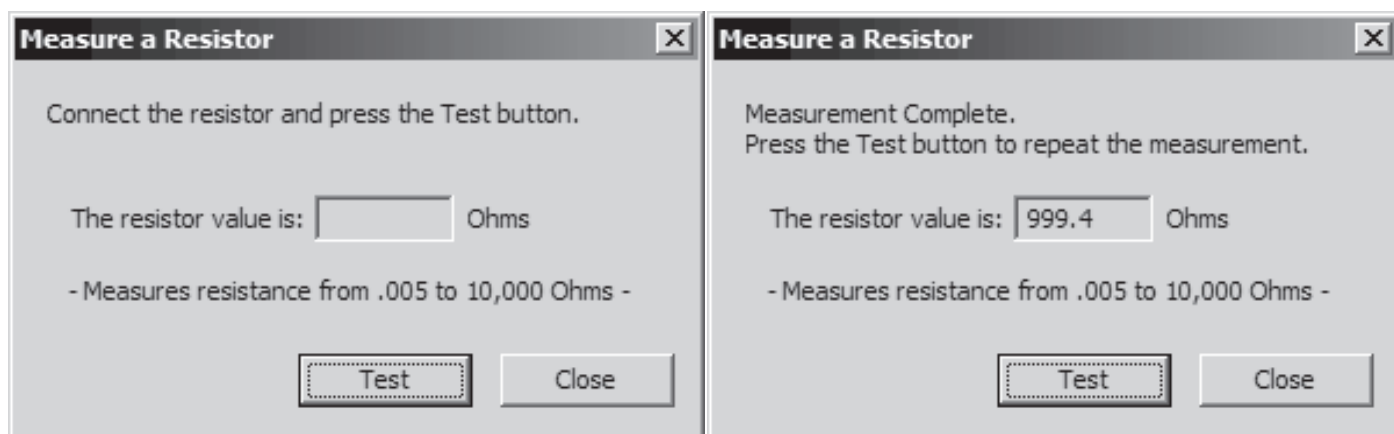 Measure a Resistor
Connect the resistor and press the Test button.
The resistor value is: Ohms
- Measures resistance from .005 to 10,000 Ohms -
Test Close
Measure a Resistor
Measurement Complete.
Press the Test button to repeat the measurement.
The resistor value is: 999.4 Ohms
- Measures resistance from .005 to 10,000 Ohms -
Test Close